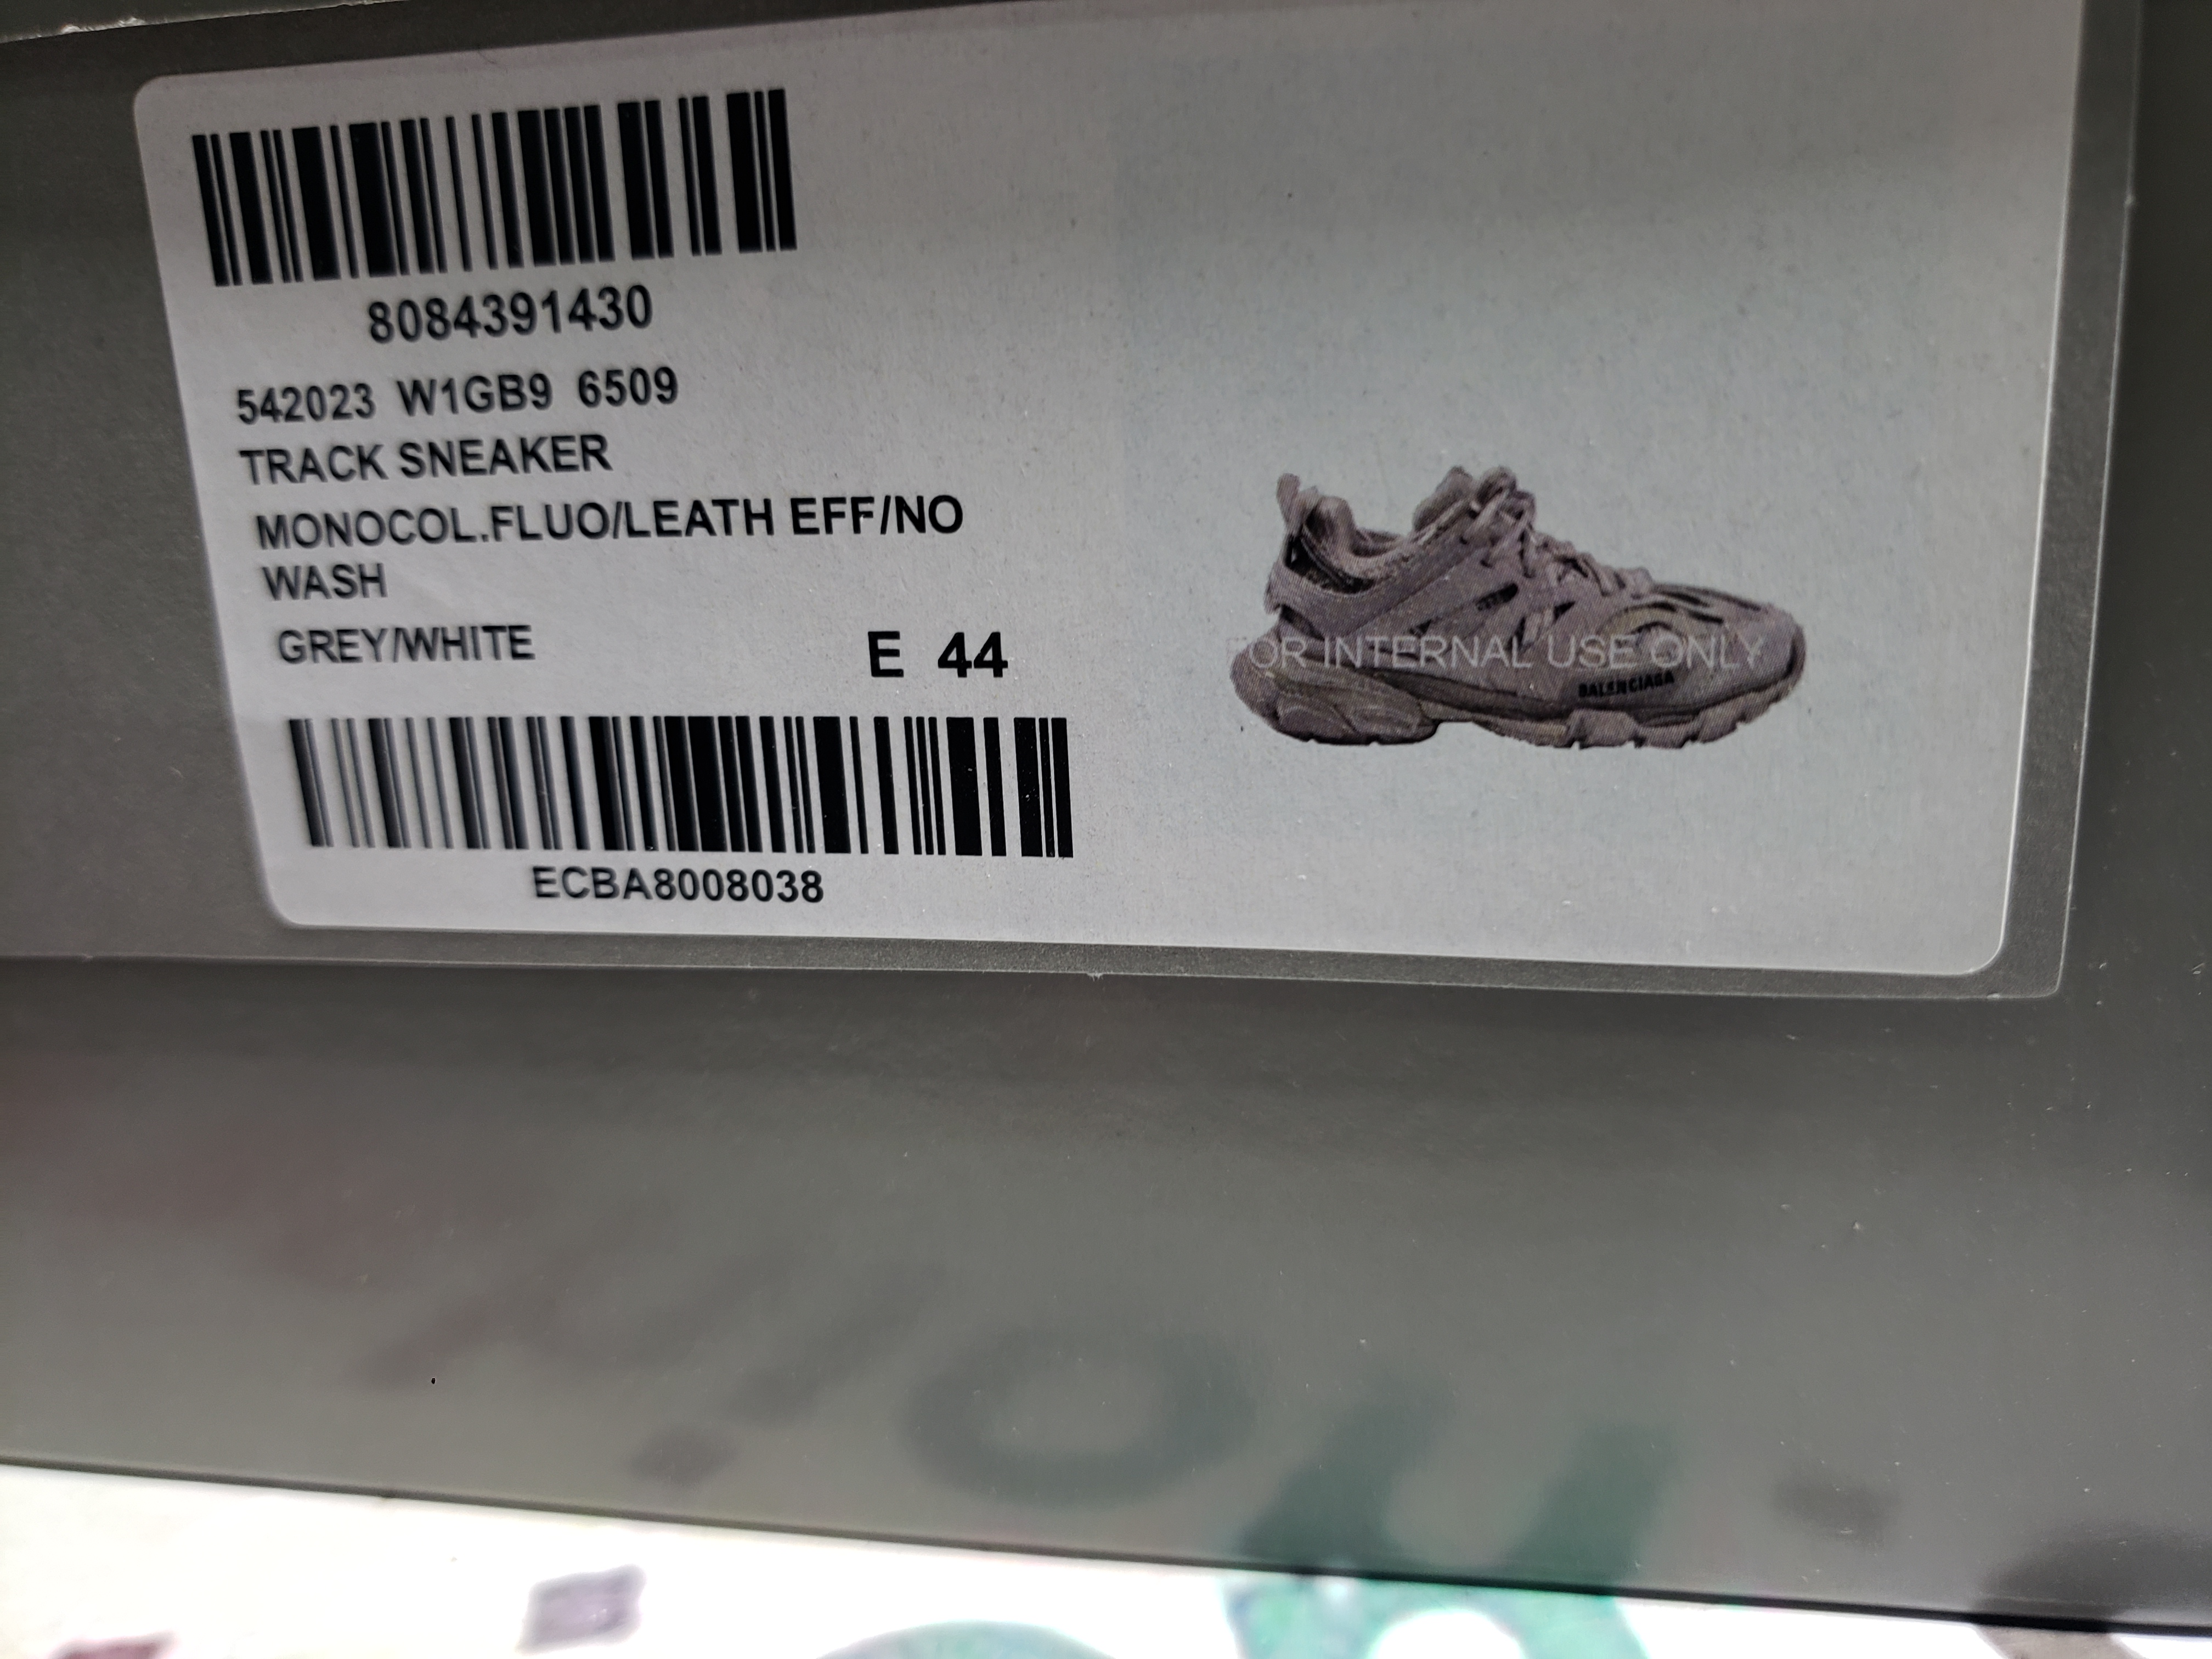 8084391430
542023 W1GB9 6509
TRACK SNEAKER
MONOCOL.FLUO/LEATH EFF/NO
WASH
GREY/WHITE E 44
ECBA8008038
FOR INTERNAL USE ONLY
BALENCIAGA